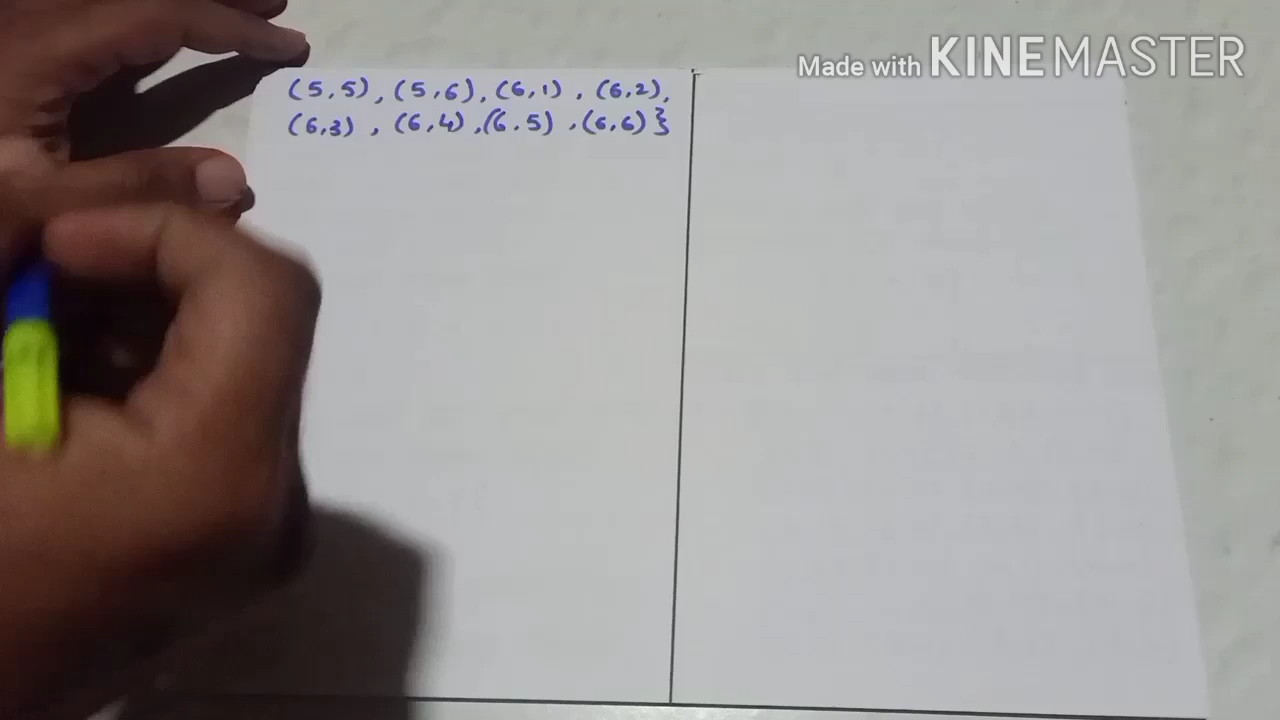 Made with KINEMASTER
(5,5), (5,6), (6,1), (6,2),
(6,3), (6,4), (6.5), (6,6)}